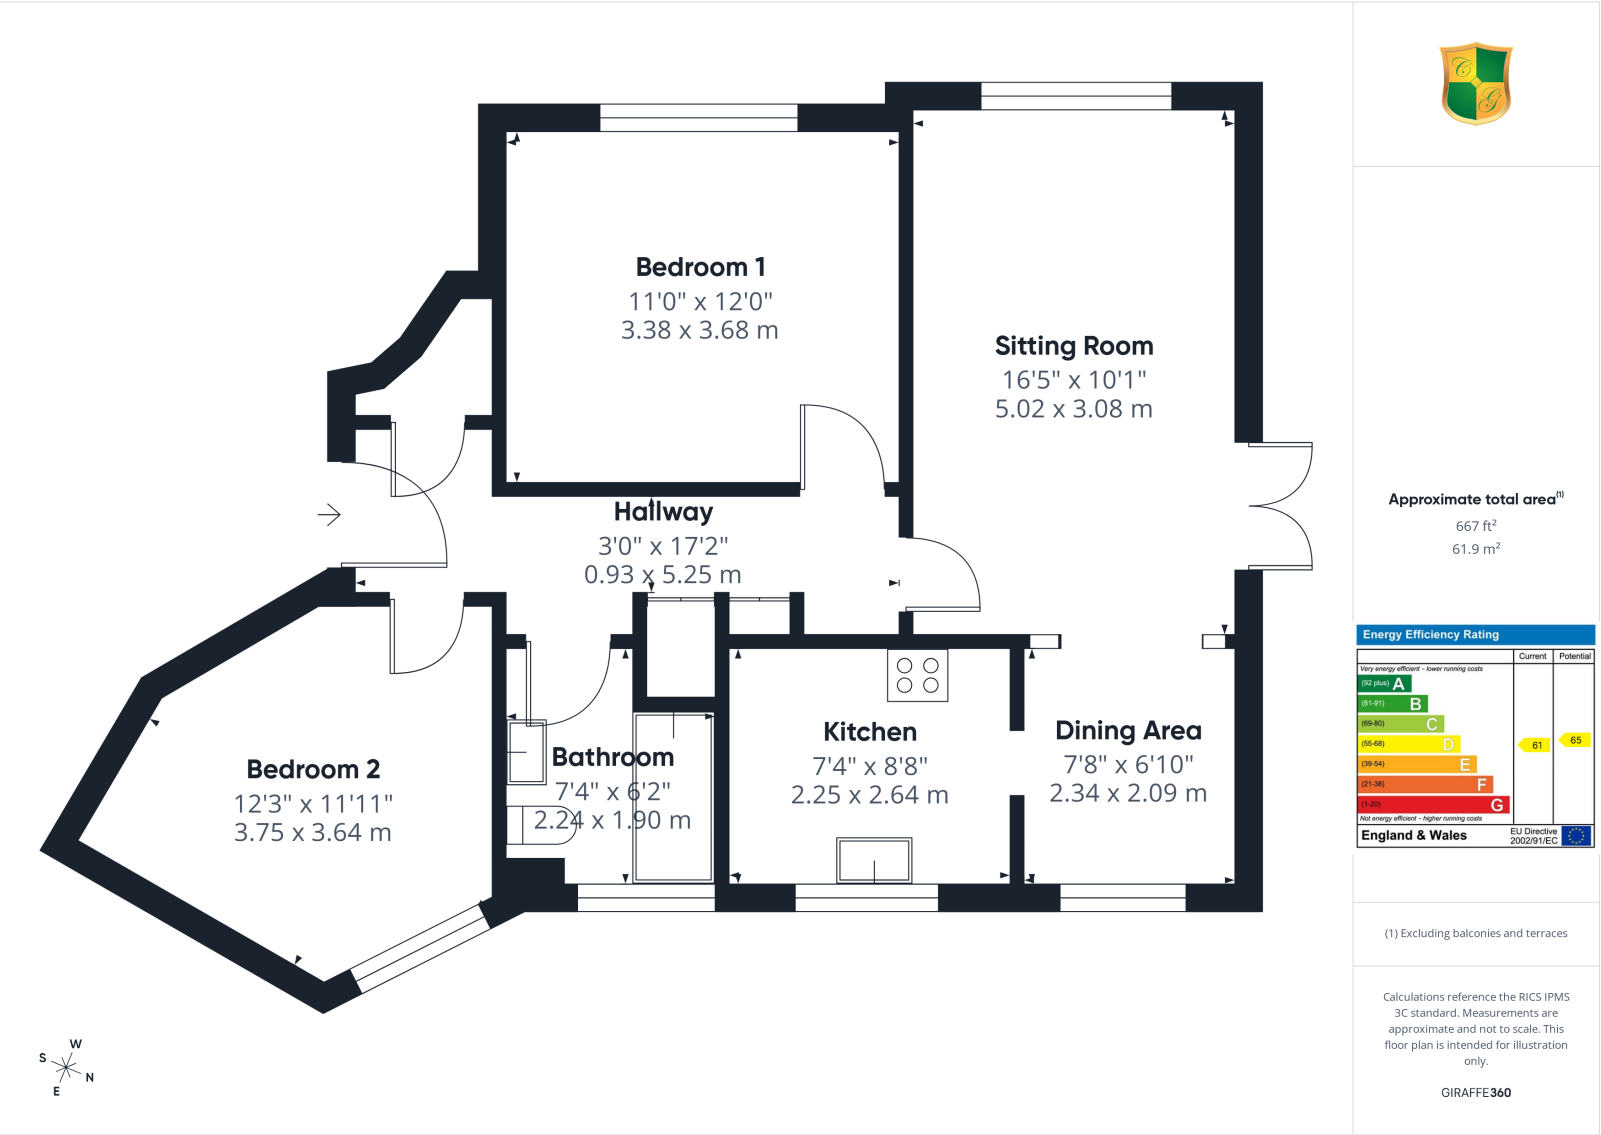 Bedroom 1
11'0" x 12'0"
3.38 x 3.68 m
Sitting Room
16'5" x 10'1"
5.02 x 3.08 m
Hallway
3'0" x 17'2"
0.93 x 5.25 m
Bedroom 2
12'3" x 11'11"
3.75 x 3.64 m
Bathroom
7'4" x 6'2"
2.24 x 1.90 m
Kitchen
7'4" x 8'8"
2.25 x 2.64 m
Dining Area
7'8" x 6'10"
2.34 x 2.09 m
W
S
N
E
C
G
Approximate total area(1)
667 ft²
61.9 m²
Energy Efficiency Rating
Current Potential
Very energy efficient - lower running costs
(92 plus) A
(81-91) B
(69-80) C
(55-68) D
61
65
(39-54) E
(21-38) F
(1-20) G
Not energy efficient - higher running costs
England & Wales
EU Directive
2002/91/EC
(1) Excluding balconies and terraces
Calculations reference the RICS IPMS
3C standard. Measurements are
approximate and not to scale. This
floor plan is intended for illustration
only.
GIRAFFE360